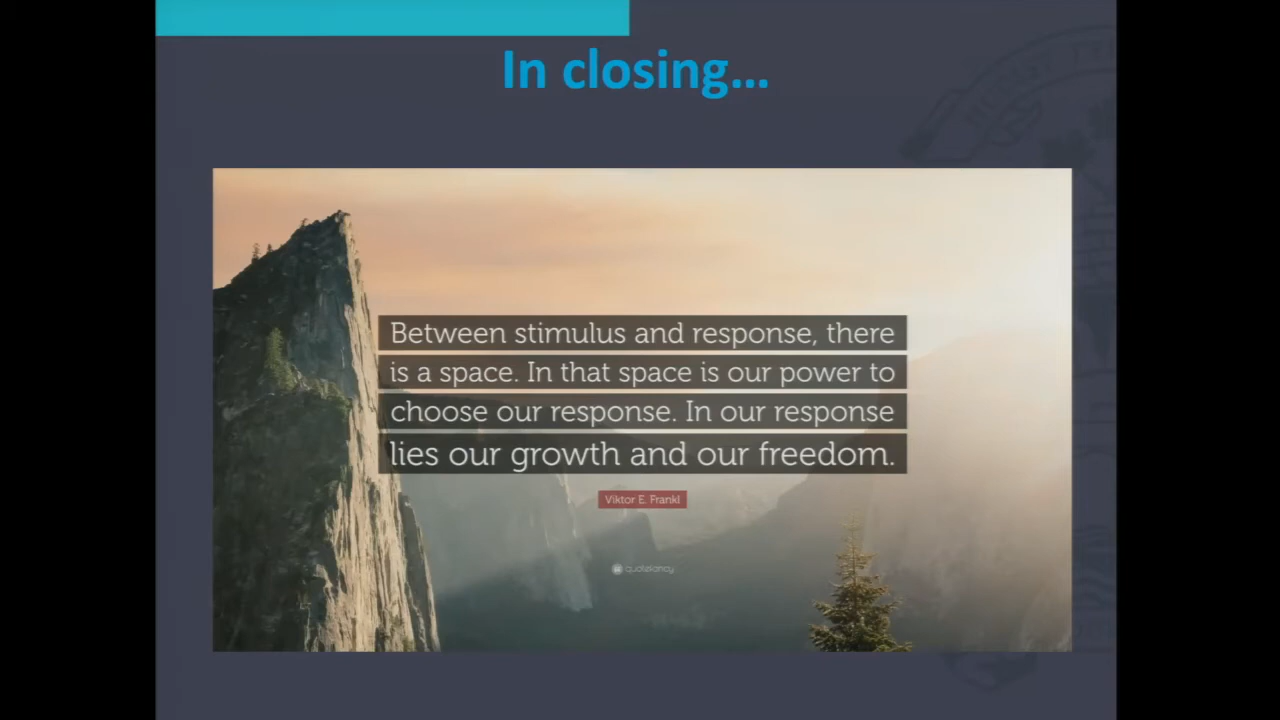 In closing...
Between stimulus and response, there
is a space. In that space is our power to
choose our response. In our response
lies our growth and our freedom.
Viktor E. Frankl
quotefancy